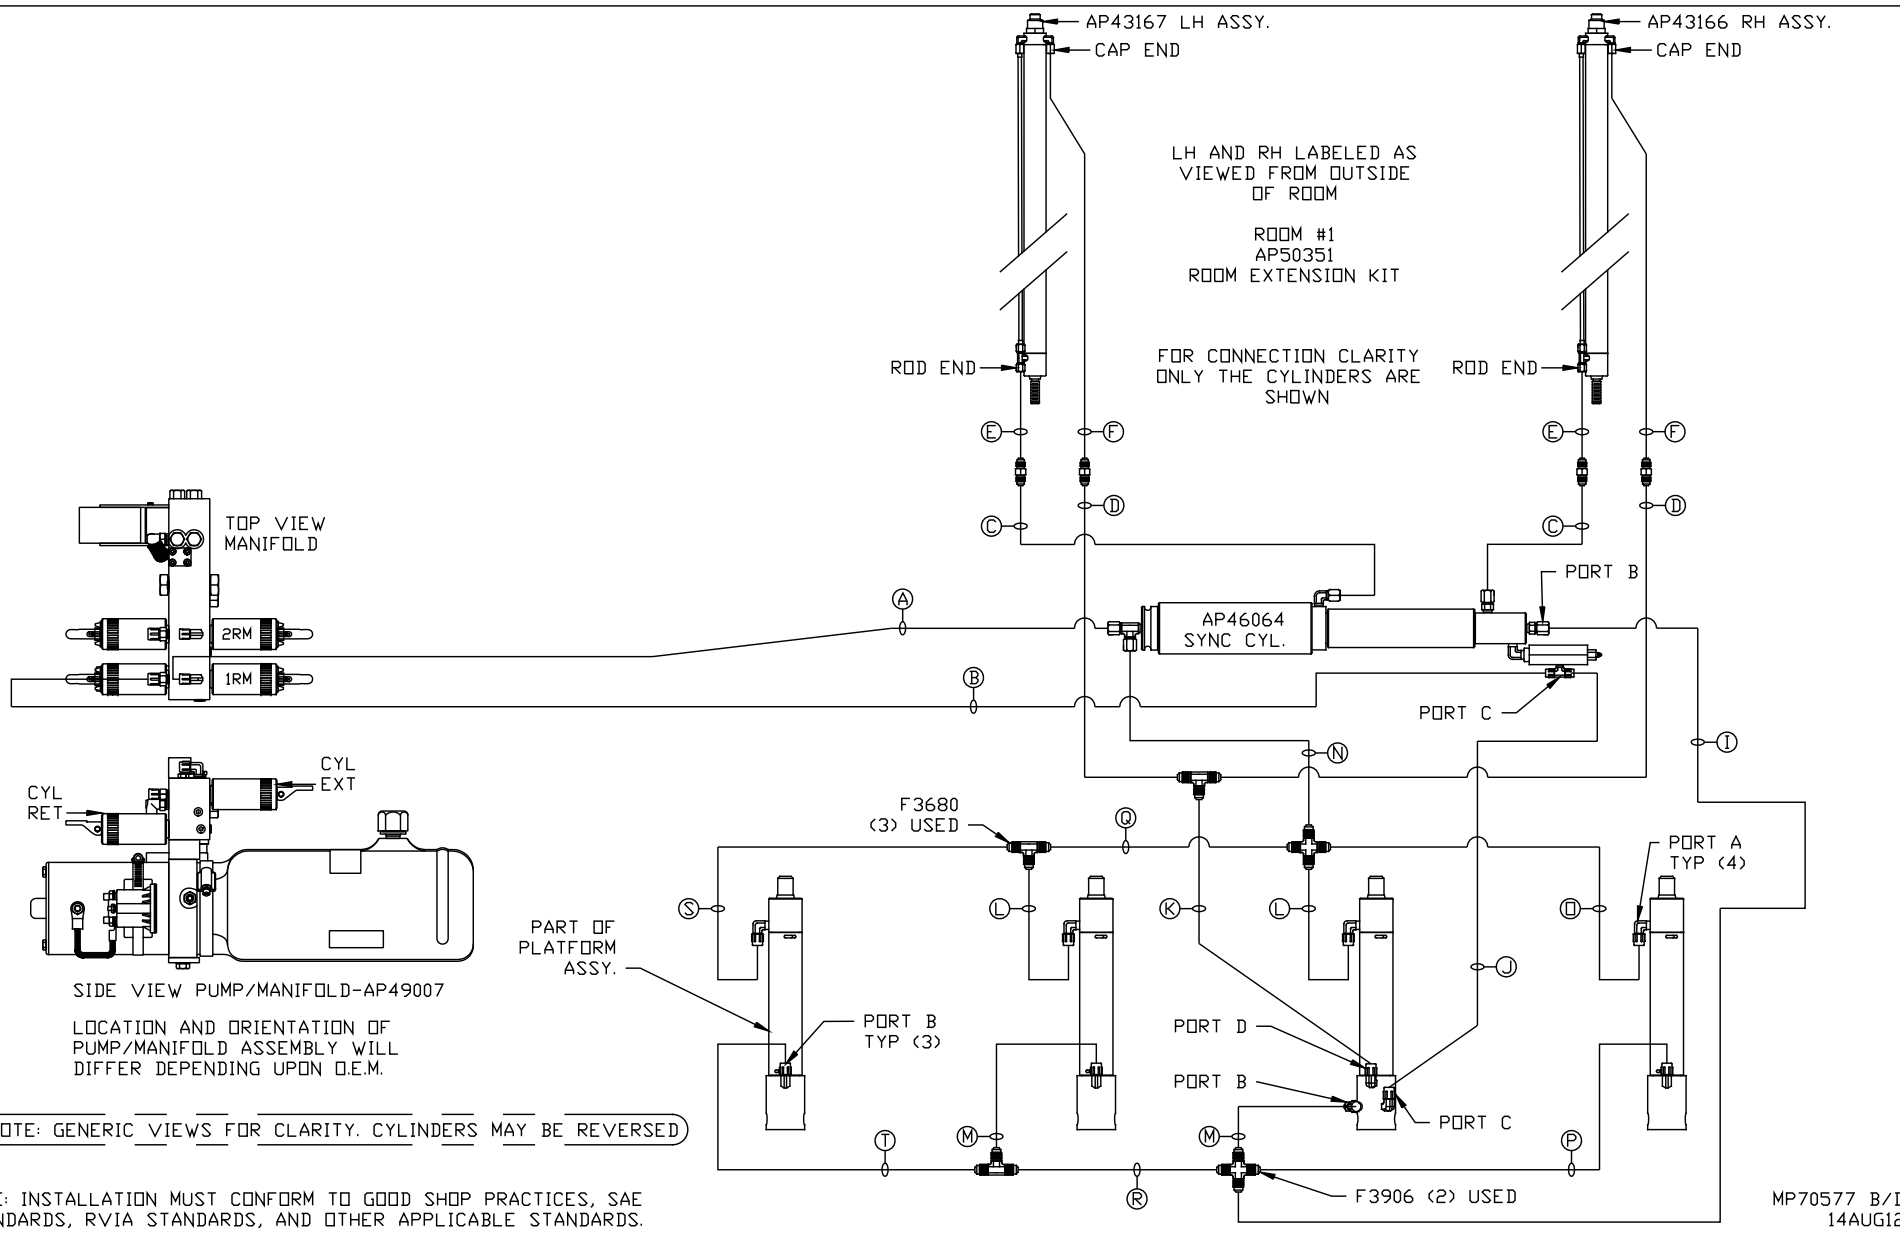 AP43167 LH ASSY.
CAP END
AP43166 RH ASSY.
CAP END
LH AND RH LABELED AS
VIEWED FROM OUTSIDE
OF ROOM
ROOM #1
AP50351
ROOM EXTENSION KIT
FOR CONNECTION CLARITY
ONLY THE CYLINDERS ARE
SHOWN
ROD END
ROD END
E
F
E
F
D
D
C
C
TOP VIEW
MANIFOLD
2RM
1RM
A
B
AP46064
SYNC CYL.
PORT B
PORT C
I
N
CYL
EXT
CYL
RET
F3680
(3) USED
Q
PORT A
TYP (4)
S
L
K
L
O
PART OF
PLATFORM
ASSY.
J
SIDE VIEW PUMP/MANIFOLD-AP49007
LOCATION AND ORIENTATION OF
PUMP/MANIFOLD ASSEMBLY WILL
DIFFER DEPENDING UPON O.E.M.
PORT B
TYP (3)
PORT D
PORT B
PORT C
OTE: GENERIC VIEWS FOR CLARITY. CYLINDERS MAY BE REVERSED
T
M
R
M
P
F3906 (2) USED
E: INSTALLATION MUST CONFORM TO GOOD SHOP PRACTICES, SAE
NDARDS, RVIA STANDARDS, AND OTHER APPLICABLE STANDARDS.
MP70577 B/
14AUG12